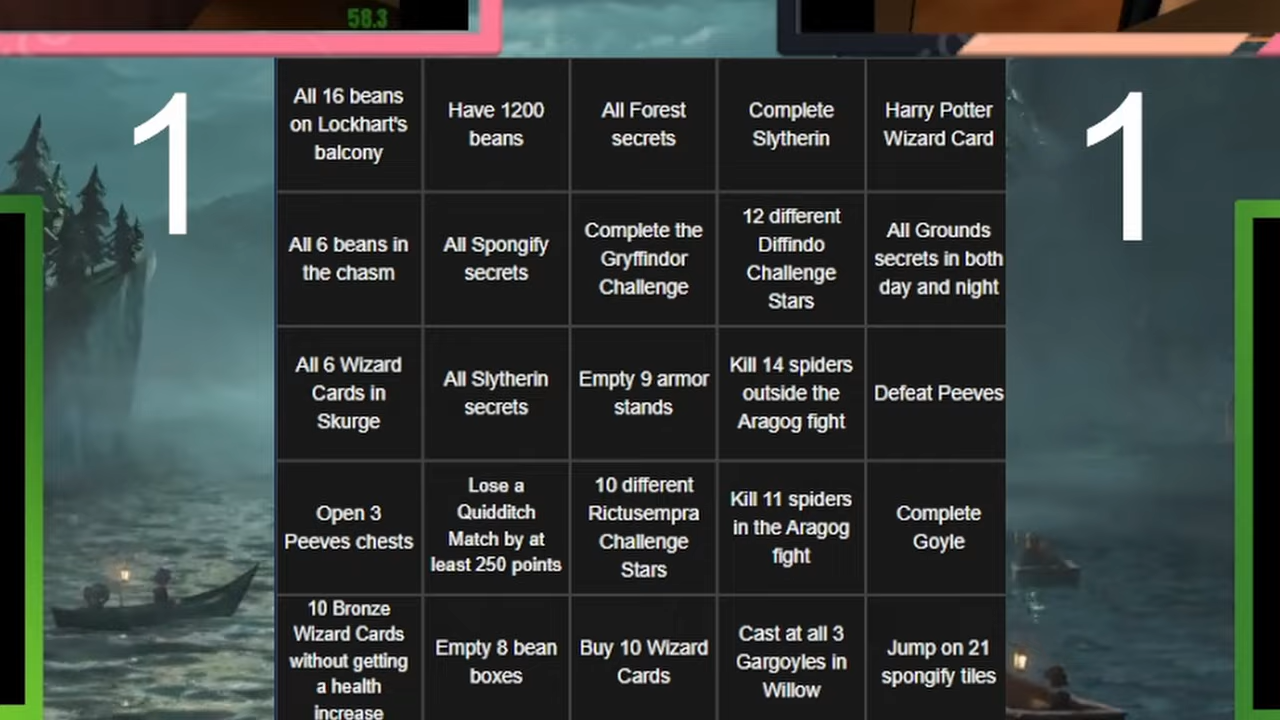 58.3
1
1
All 16 beans
on Lockhart's
balcony
Have 1200
beans
All Forest
secrets
Complete
Slytherin
Harry Potter
Wizard Card
All 6 beans in
the chasm
All Spongify
secrets
Complete the
Gryffindor
Challenge
12 different
Diffindo
Challenge
Stars
All Grounds
secrets in both
day and night
All 6 Wizard
Cards in
Skurge
All Slytherin
secrets
Empty 9 armor
stands
Kill 14 spiders
outside the
Aragog fight
Defeat Peeves
Open 3
Peeves chests
Lose a
Quidditch
Match by at
least 250 points
10 different
Rictusempra
Challenge
Stars
Kill 11 spiders
in the Aragog
fight
Complete
Goyle
10 Bronze
Wizard Cards
without getting
a health
increase
Empty 8 bean
boxes
Buy 10 Wizard
Cards
Cast at all 3
Gargoyles in
Willow
Jump on 21
spongify tiles